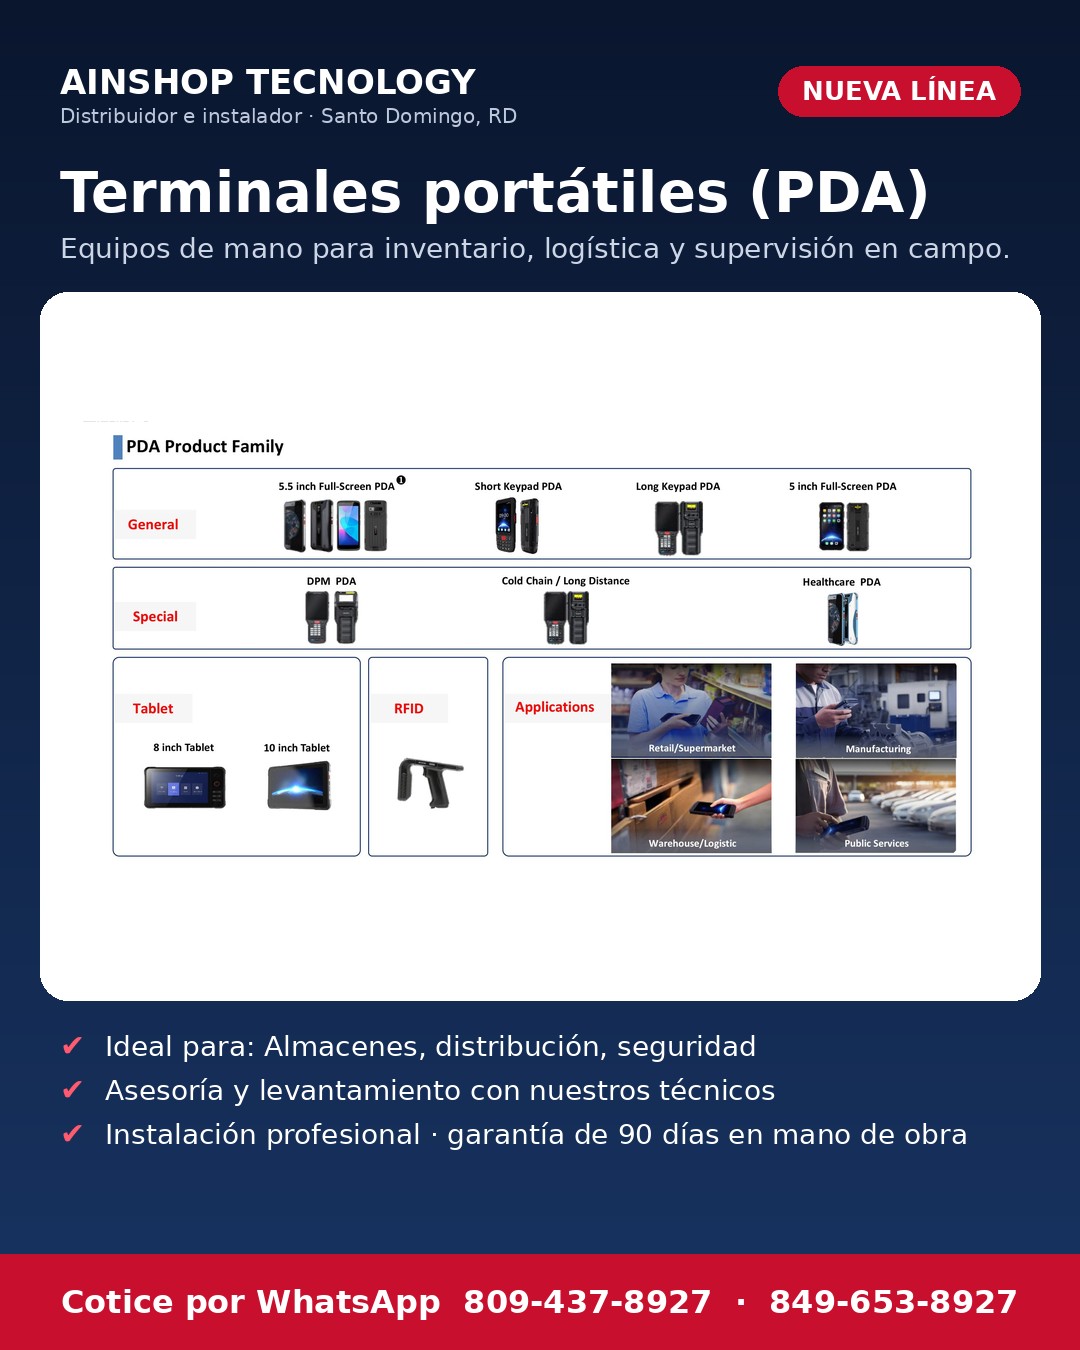 AINSHOP TECNOLOGY
NUEVA LÍNEA
Distribuidor e instalador · Santo Domingo, RD
Terminales portátiles (PDA)
Equipos de mano para inventario, logística y supervisión en campo.
PDA Product Family
General
5.5 inch Full-Screen PDA ❶
Short Keypad PDA
Long Keypad PDA
5 inch Full-Screen PDA
Special
DPM PDA
Cold Chain / Long Distance
Healthcare PDA
Tablet
8 inch Tablet
10 inch Tablet
RFID
Applications
Retail/Supermarket
Manufacturing
Warehouse/Logistic
Public Services
✔ Ideal para: Almacenes, distribución, seguridad
✔ Asesoría y levantamiento con nuestros técnicos
✔ Instalación profesional · garantía de 90 días en mano de obra
Cotice por WhatsApp 809-437-8927 · 849-653-8927